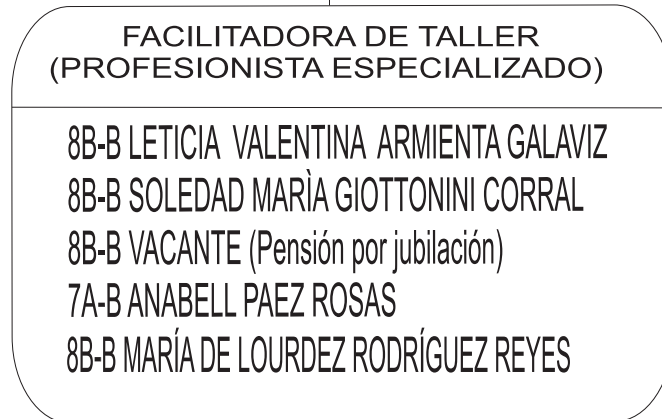 FACILITADORA DE TALLER
(PROFESIONISTA ESPECIALIZADO)
8B-B LETICIA VALENTINA ARMIENTA GALAVIZ
8B-B SOLEDAD MARÌA GIOTTONINI CORRAL
8B-B VACANTE (Pensión por jubilación)
7A-B ANABELL PAEZ ROSAS
8B-B MARÍA DE LOURDEZ RODRÍGUEZ REYES